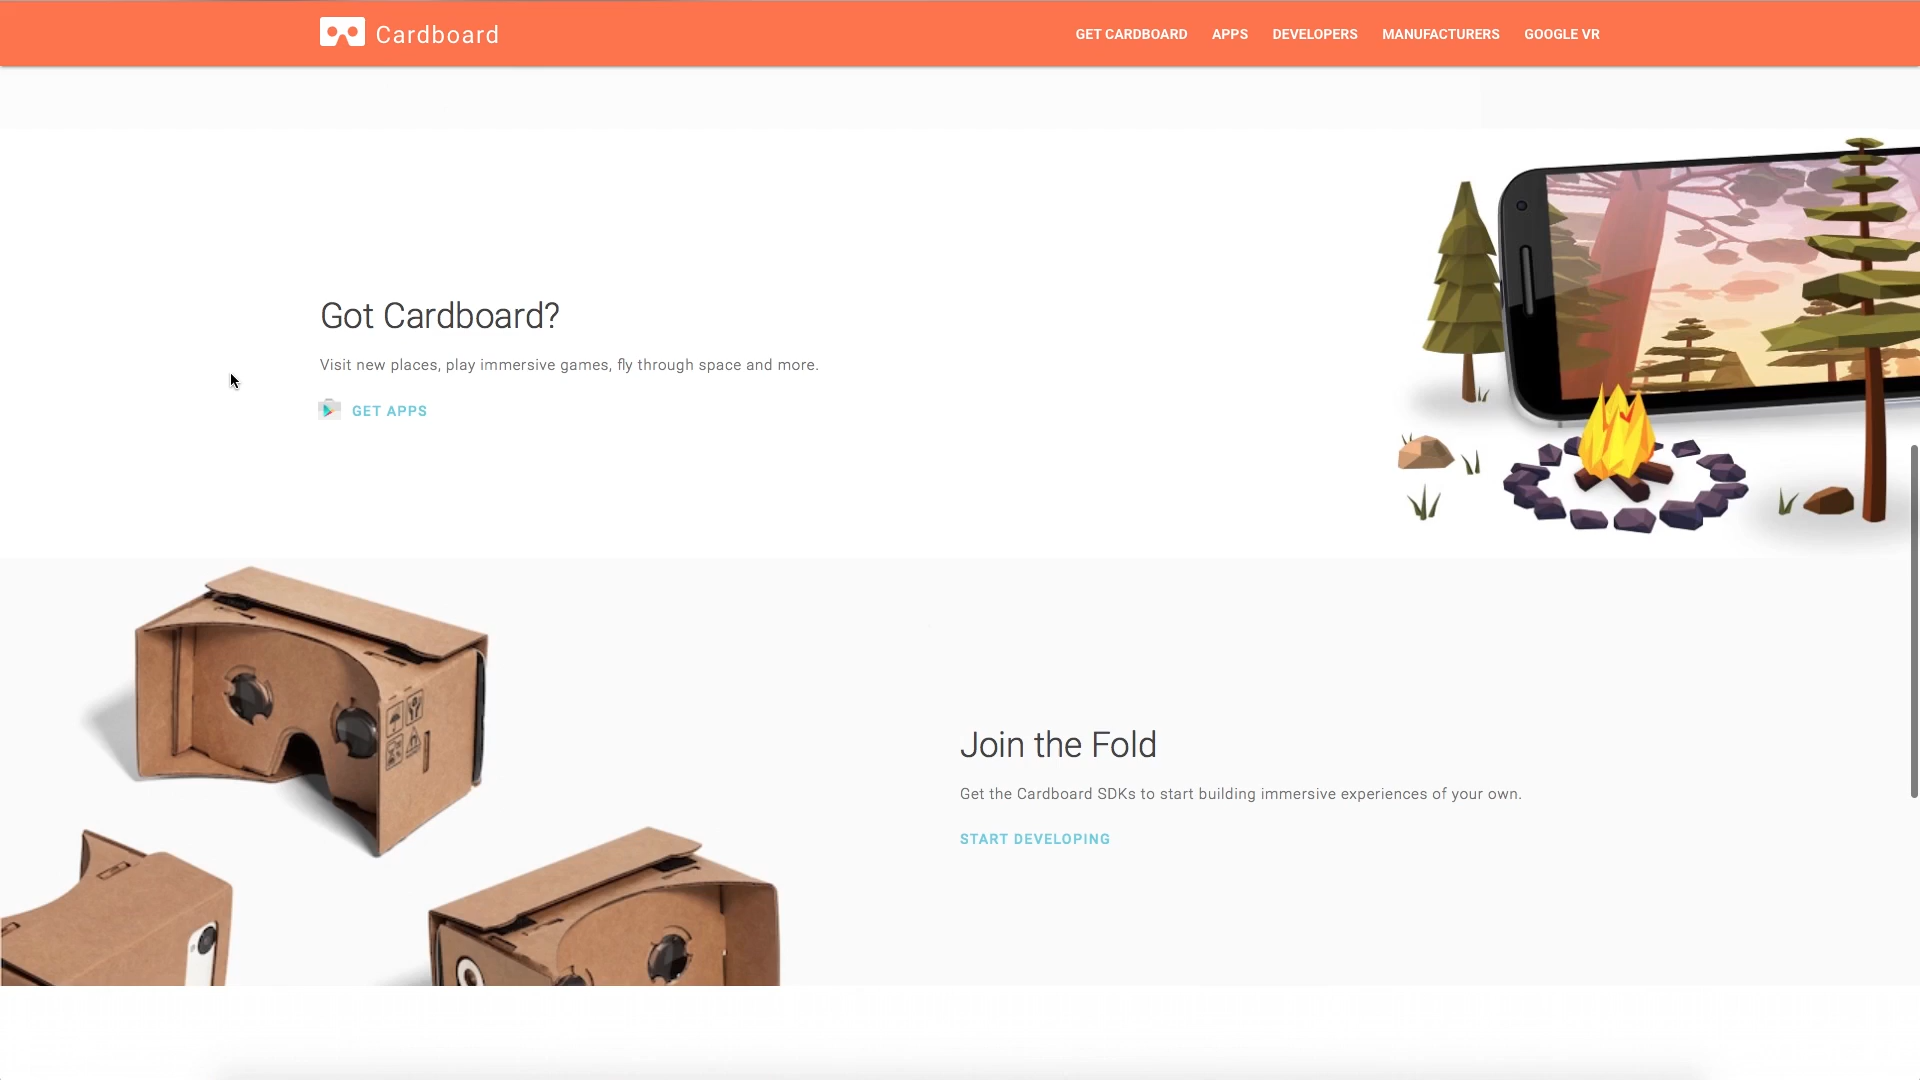 Cardboard
GET CARDBOARD
APPS
DEVELOPERS
MANUFACTURERS
GOOGLE VR
Got Cardboard?
Visit new places, play immersive games, fly through space and more.
GET APPS
Join the Fold
Get the Cardboard SDKs to start building immersive experiences of your own.
START DEVELOPING